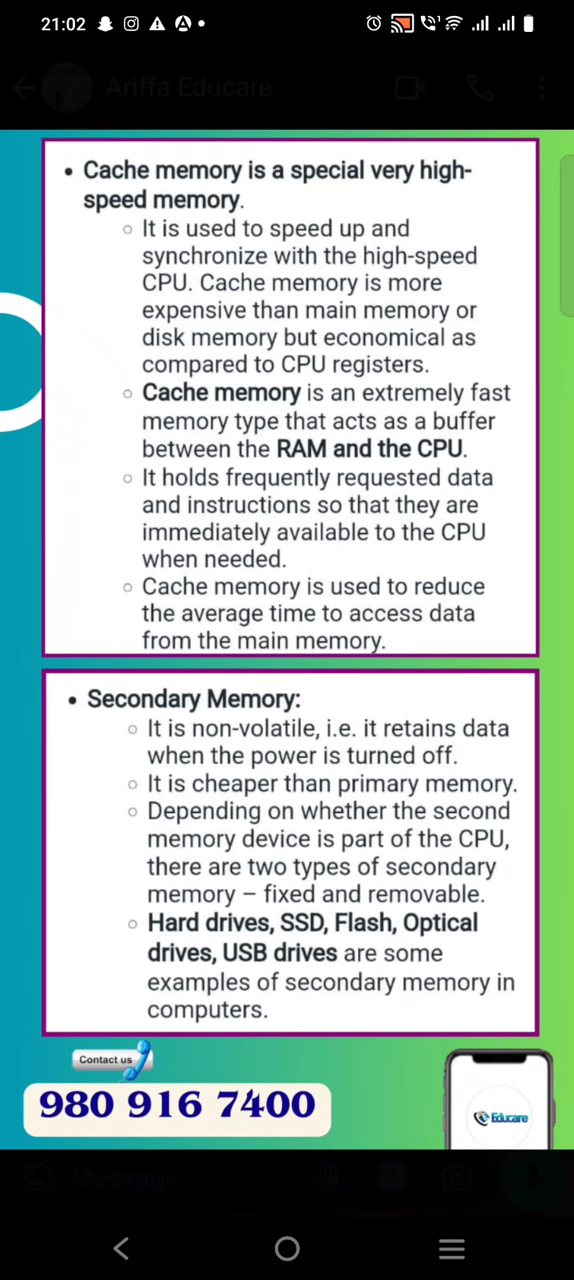 21:02
Ariffa Educare
• Cache memory is a special very high-
speed memory.
○ It is used to speed up and
synchronize with the high-speed
CPU. Cache memory is more
expensive than main memory or
disk memory but economical as
compared to CPU registers.
○ Cache memory is an extremely fast
memory type that acts as a buffer
between the RAM and the CPU.
○ It holds frequently requested data
and instructions so that they are
immediately available to the CPU
when needed.
○ Cache memory is used to reduce
the average time to access data
from the main memory.
• Secondary Memory:
○ It is non-volatile, i.e. it retains data
when the power is turned off.
○ It is cheaper than primary memory.
○ Depending on whether the second
memory device is part of the CPU,
there are two types of secondary
memory – fixed and removable.
○ Hard drives, SSD, Flash, Optical
drives, USB drives are some
examples of secondary memory in
computers.
Contact us
980 916 7400
Educare
Message